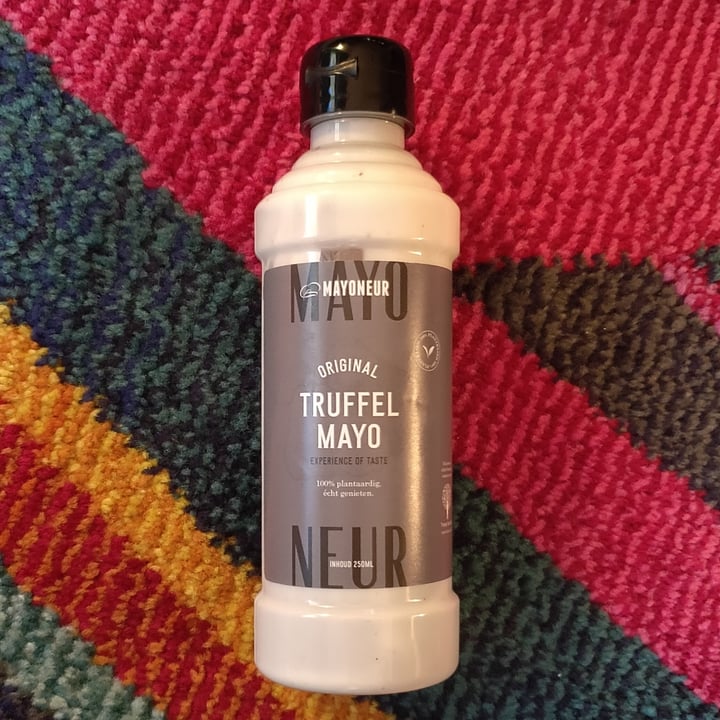 MAYO
MAYONEUR
ORIGINAL
TRUFFEL
MAYO
EXPERIENCE OF TASTE
100% plantaardig,
écht genieten.
NEUR
INHOUD 250ML